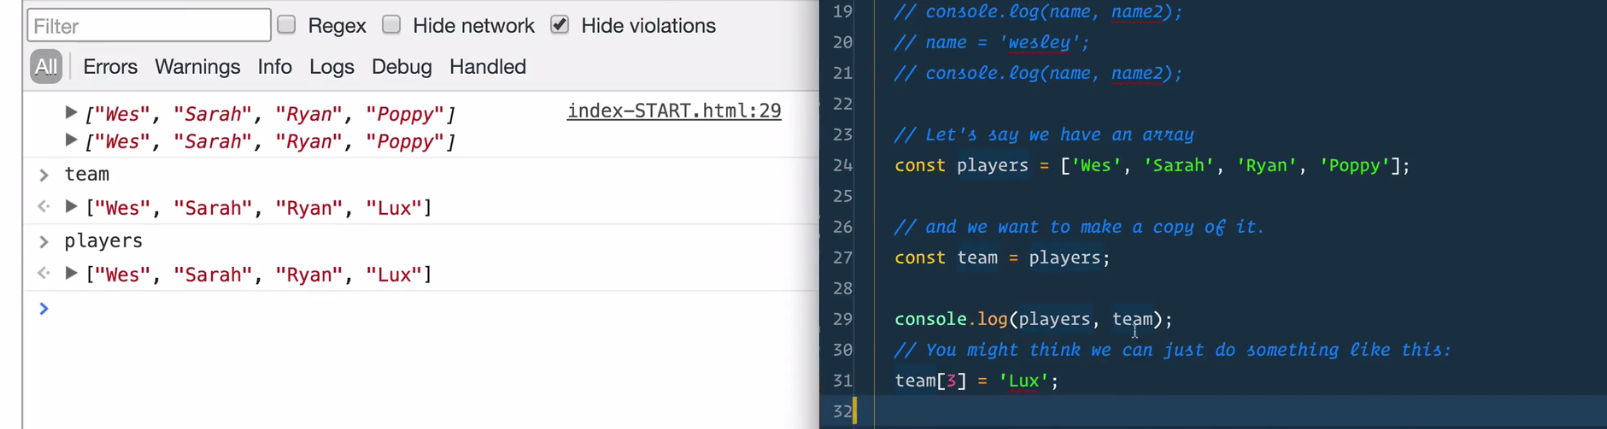 Filter Regex Hide network Hide violations
All Errors Warnings Info Logs Debug Handled
["Wes", "Sarah", "Ryan", "Poppy"] index-START.html:29
["Wes", "Sarah", "Ryan", "Poppy"]
team
["Wes", "Sarah", "Ryan", "Lux"]
players
["Wes", "Sarah", "Ryan", "Lux"]
19 // console.log(name, name2);
20 // name = 'wesley';
21 // console.log(name, name2);
22
23 // Let's say we have an array
24 const players = ['Wes', 'Sarah', 'Ryan', 'Poppy'];
25
26 // and we want to make a copy of it.
27 const team = players;
28
29 console.log(players, team);
30 // You might think we can just do something like this:
31 team[3] = 'Lux';
32